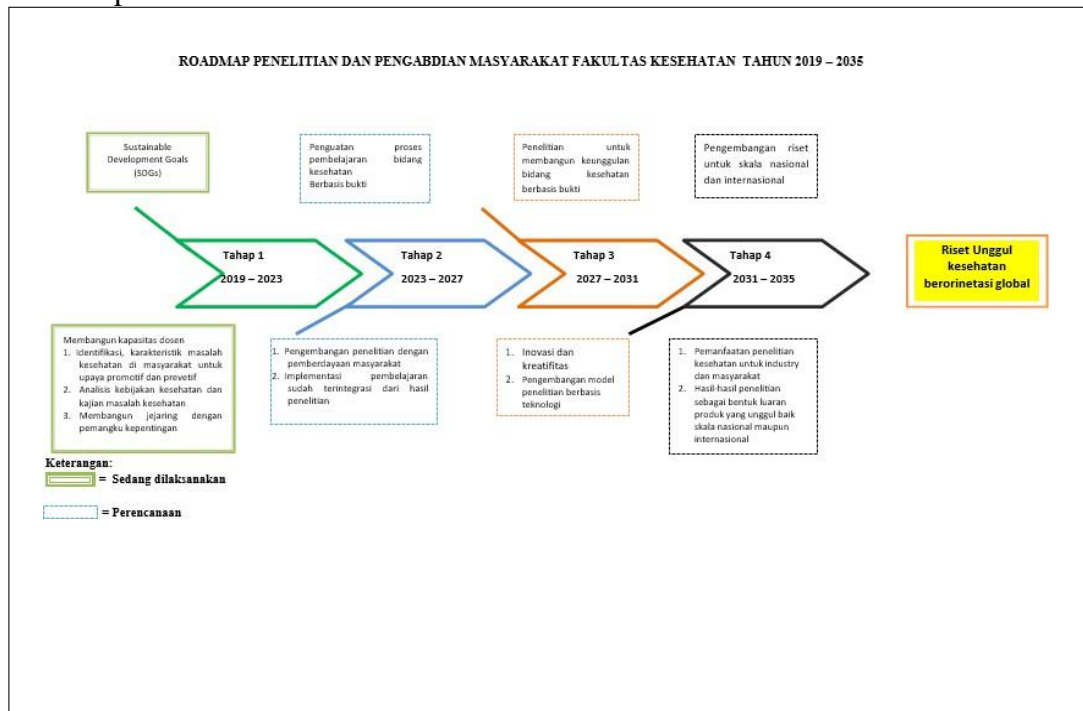 ROADMAP PENELITIAN DAN PENGABDIAN MASYARAKAT FAKULTAS KESEHATAN TAHUN 2019 – 2035
Sustainable
Development Goals
(SDGs)
Penguatan proses
pembelajaran bidang
kesehatan
Berbasis bukti
Penelitian untuk
membangun keunggulan
bidang kesehatan
berbasis bukti
Pengembangan riset
untuk skala nasional
dan internasional
Tahap 1
2019 – 2023
Tahap 2
2023 – 2027
Tahap 3
2027 – 2031
Tahap 4
2031 – 2035
Riset Unggul
kesehatan
berorinetasi global
Membangun kapasitas dosen
1. Identifikasi, karakteristik masalah
kesehatan di masyarakat untuk
upaya promotif dan prevetif
2. Analisis kebijakan kesehatan dan
kajian masalah kesehatan
3. Membangun jejaring dengan
pemangku kepentingan
1. Pengembangan penelitian dengan
pemberdayaan masyarakat
2. Implementasi pembelajaran
sudah terintegrasi dari hasil
penelitian
1. Inovasi dan
kreatifitas
2. Pengembangan model
penelitian berbasis
teknologi
1. Pemanfaatan penelitian
kesehatan untuk industry
dan masyarakat
2. Hasil-hasil penelitian
sebagai bentuk luaran
produk yang unggul baik
skala nasional maupun
internasional
Keterangan:
= Sedang dilaksanakan
= Perencanaan